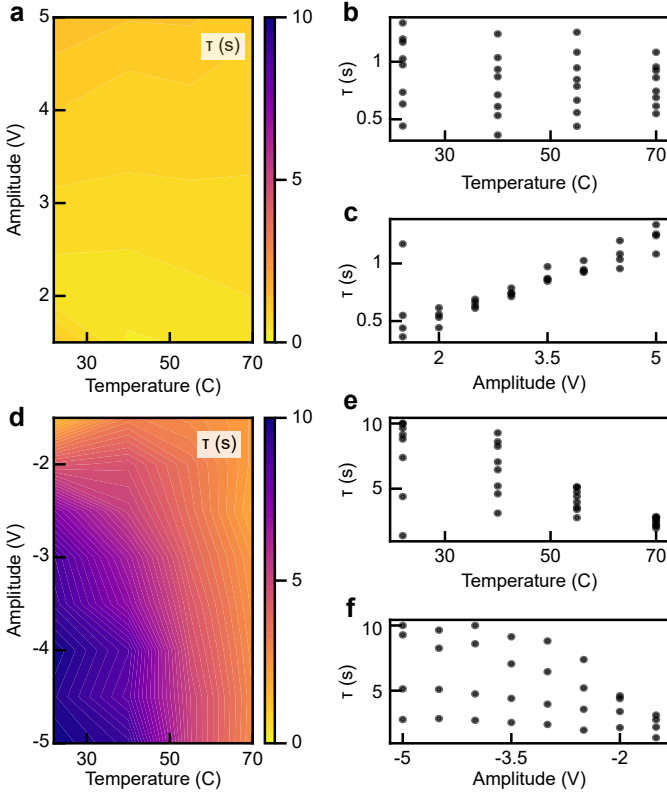 a
5
4
3
2
Amplitude (V)
30
50
70
Temperature (C)
τ (s)
10
5
0
b
1
0.5
τ (s)
30
50
70
Temperature (C)
c
1
0.5
τ (s)
2
3.5
5
Amplitude (V)
d
-2
-3
-4
-5
Amplitude (V)
30
50
70
Temperature (C)
τ (s)
10
5
0
e
10
5
τ (s)
30
50
70
Temperature (C)
f
10
5
τ (s)
-5
-3.5
-2
Amplitude (V)